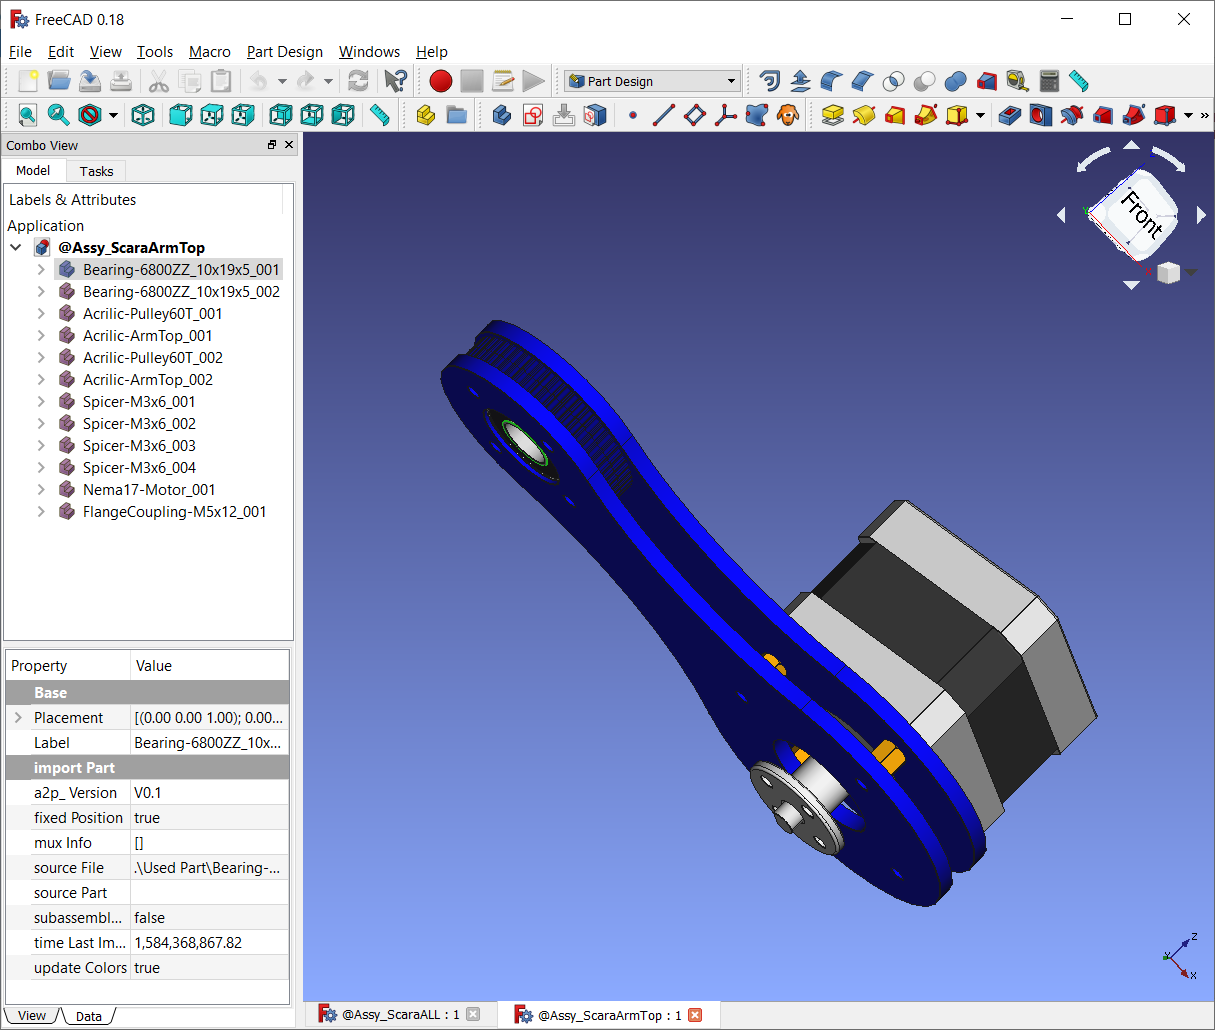 FreeCAD 0.18
File Edit View Tools Macro Part Design Windows Help
Part Design
»
Combo View
Model Tasks
Labels & Attributes
Application
@Assy_ScaraArmTop
Bearing-6800ZZ_10x19x5_001
Bearing-6800ZZ_10x19x5_002
Acrilic-Pulley60T_001
Acrilic-ArmTop_001
Acrilic-Pulley60T_002
Acrilic-ArmTop_002
Spicer-M3x6_001
Spicer-M3x6_002
Spicer-M3x6_003
Spicer-M3x6_004
Nema17-Motor_001
FlangeCoupling-M5x12_001
Front
Property Value
Base
Placement [(0.00 0.00 1.00); 0.00...
Label Bearing-6800ZZ_10x...
import Part
a2p_ Version V0.1
fixed Position true
mux Info []
source File .\Used Part\Bearing-...
source Part
subassembl... false
time Last Im... 1,584,368,867.82
update Colors true
Z
Y
X
View Data
@Assy_ScaraALL : 1
@Assy_ScaraArmTop : 1